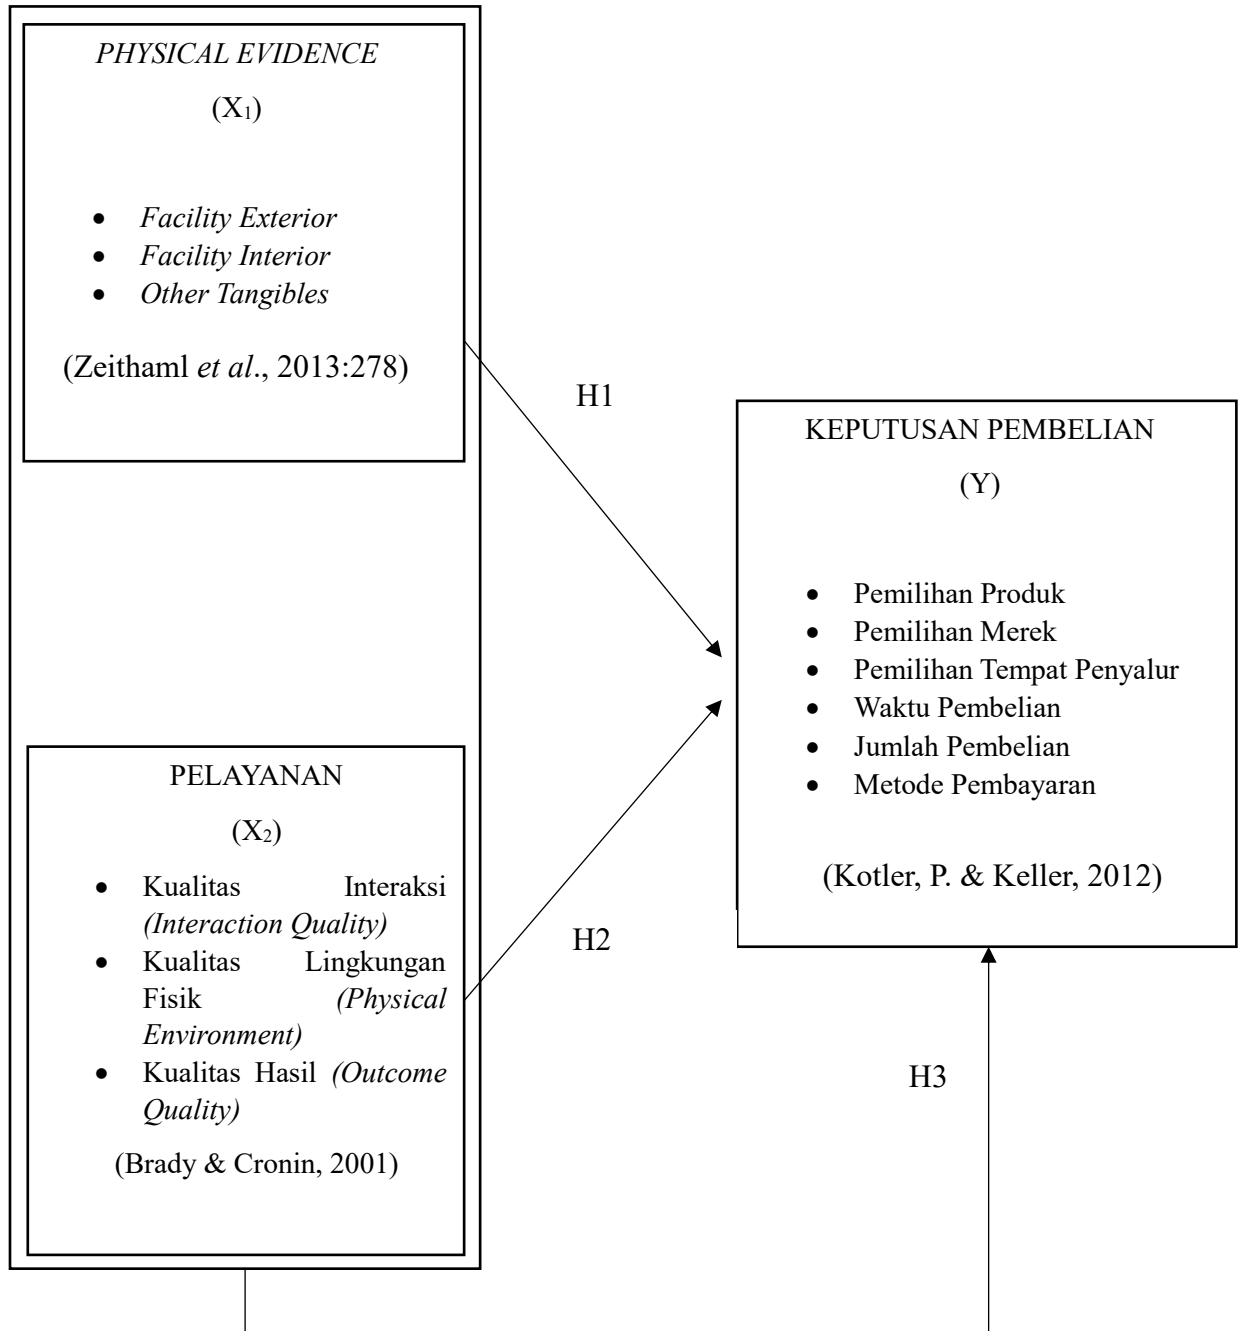 PHYSICAL EVIDENCE
(X₁)
• Facility Exterior
• Facility Interior
• Other Tangibles
(Zeithaml et al., 2013:278)
H1
KEPUTUSAN PEMBELIAN
(Y)
• Pemilihan Produk
• Pemilihan Merek
• Pemilihan Tempat Penyalur
• Waktu Pembelian
• Jumlah Pembelian
• Metode Pembayaran
(Kotler, P. & Keller, 2012)
PELAYANAN
(X₂)
• Kualitas Interaksi
(Interaction Quality)
• Kualitas Lingkungan
Fisik (Physical
Environment)
• Kualitas Hasil (Outcome
Quality)
(Brady & Cronin, 2001)
H2
H3